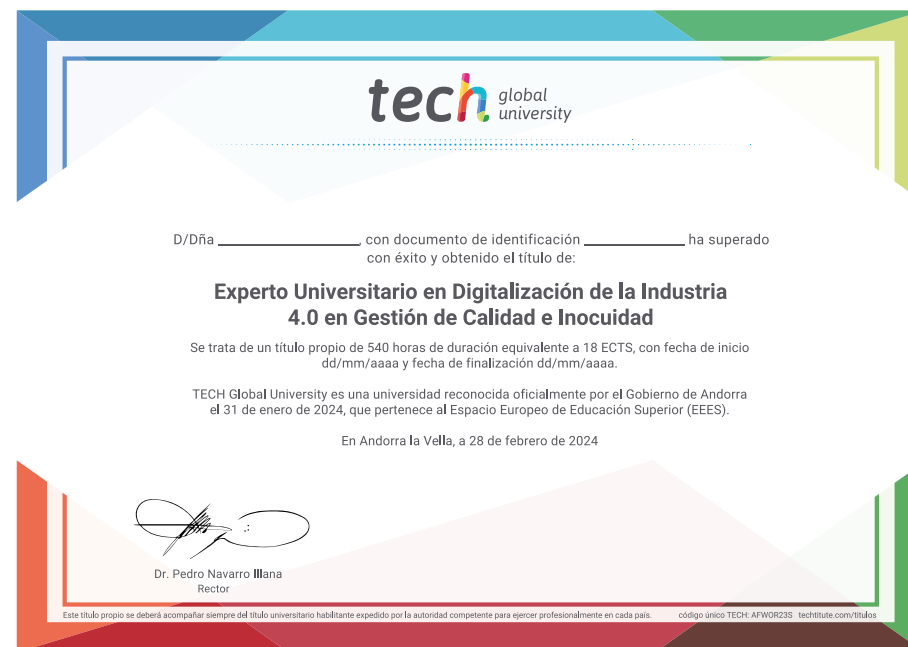 tech global university
D/Dña ________________, con documento de identificación ____________ ha superado
con éxito y obtenido el título de:
Experto Universitario en Digitalización de la Industria
4.0 en Gestión de Calidad e Inocuidad
Se trata de un título propio de 540 horas de duración equivalente a 18 ECTS, con fecha de inicio
dd/mm/aaaa y fecha de finalización dd/mm/aaaa.
TECH Global University es una universidad reconocida oficialmente por el Gobierno de Andorra
el 31 de enero de 2024, que pertenece al Espacio Europeo de Educación Superior (EEES).
En Andorra la Vella, a 28 de febrero de 2024
Dr. Pedro Navarro Illana
Rector
Este título propio se deberá acompañar siempre del título universitario habilitante expedido por la autoridad competente para ejercer profesionalmente en cada país. código único TECH: AFWOR23S techtitute.com/titulos